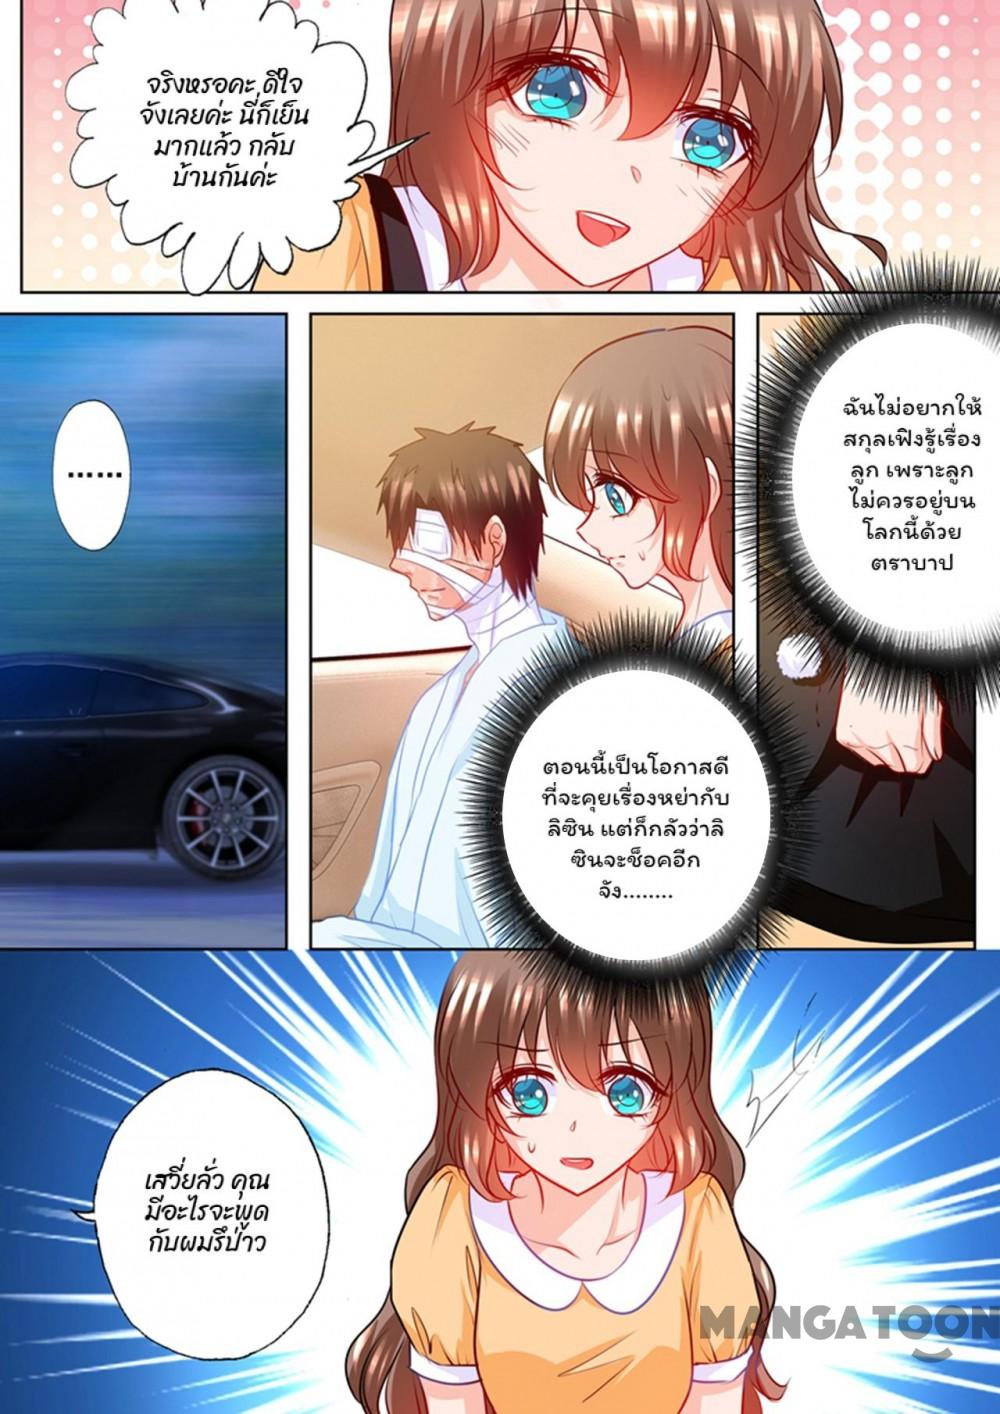 จริงหรอคะ ดีใจ
จังเลยค่ะ นี่ก็เย็น
มากแล้ว กลับ
บ้านกันค่ะ
……
ฉันไม่อยากให้
สกุลเฟิงรู้เรื่อง
ลูก เพราะลูก
ไม่ควรอยู่บน
โลกนี้ด้วย
ตราบาป
ตอนนี้เป็นโอกาสดี
ที่จะคุยเรื่องหย่ากับ
ลิซิน แต่ก็กลัวว่าลิ
ซินจะช็อคอีก
จัง........
เสวี่ยลั่ว คุณ
มีอะไรจะพูด
กับผมรึป่าว
MANGATOON